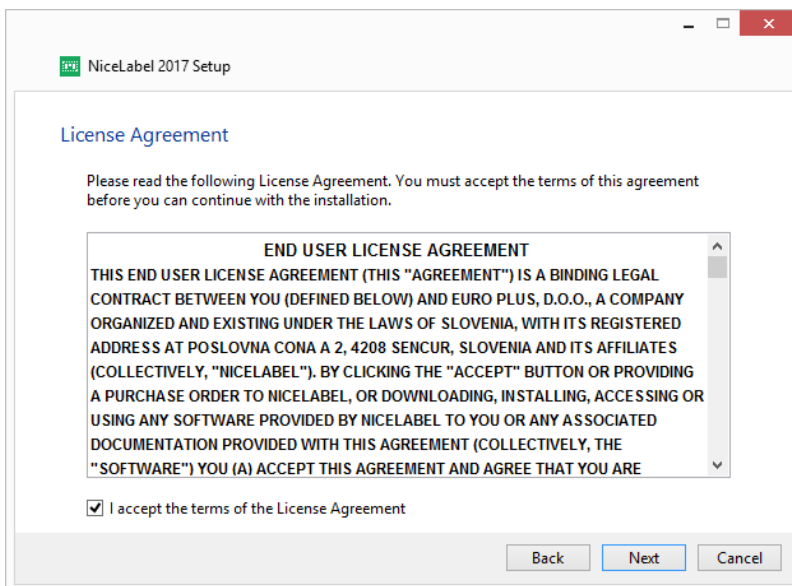 NiceLabel 2017 Setup
License Agreement
Please read the following License Agreement. You must accept the terms of this agreement
before you can continue with the installation.
END USER LICENSE AGREEMENT
THIS END USER LICENSE AGREEMENT (THIS "AGREEMENT") IS A BINDING LEGAL
CONTRACT BETWEEN YOU (DEFINED BELOW) AND EURO PLUS, D.O.O., A COMPANY
ORGANIZED AND EXISTING UNDER THE LAWS OF SLOVENIA, WITH ITS REGISTERED
ADDRESS AT POSLOVNA CONA A 2, 4208 SENCUR, SLOVENIA AND ITS AFFILIATES
(COLLECTIVELY, "NICELABEL"). BY CLICKING THE "ACCEPT" BUTTON OR PROVIDING
A PURCHASE ORDER TO NICELABEL, OR DOWNLOADING, INSTALLING, ACCESSING OR
USING ANY SOFTWARE PROVIDED BY NICELABEL TO YOU OR ANY ASSOCIATED
DOCUMENTATION PROVIDED WITH THIS AGREEMENT (COLLECTIVELY, THE
"SOFTWARE") YOU (A) ACCEPT THIS AGREEMENT AND AGREE THAT YOU ARE
I accept the terms of the License Agreement
Back Next Cancel